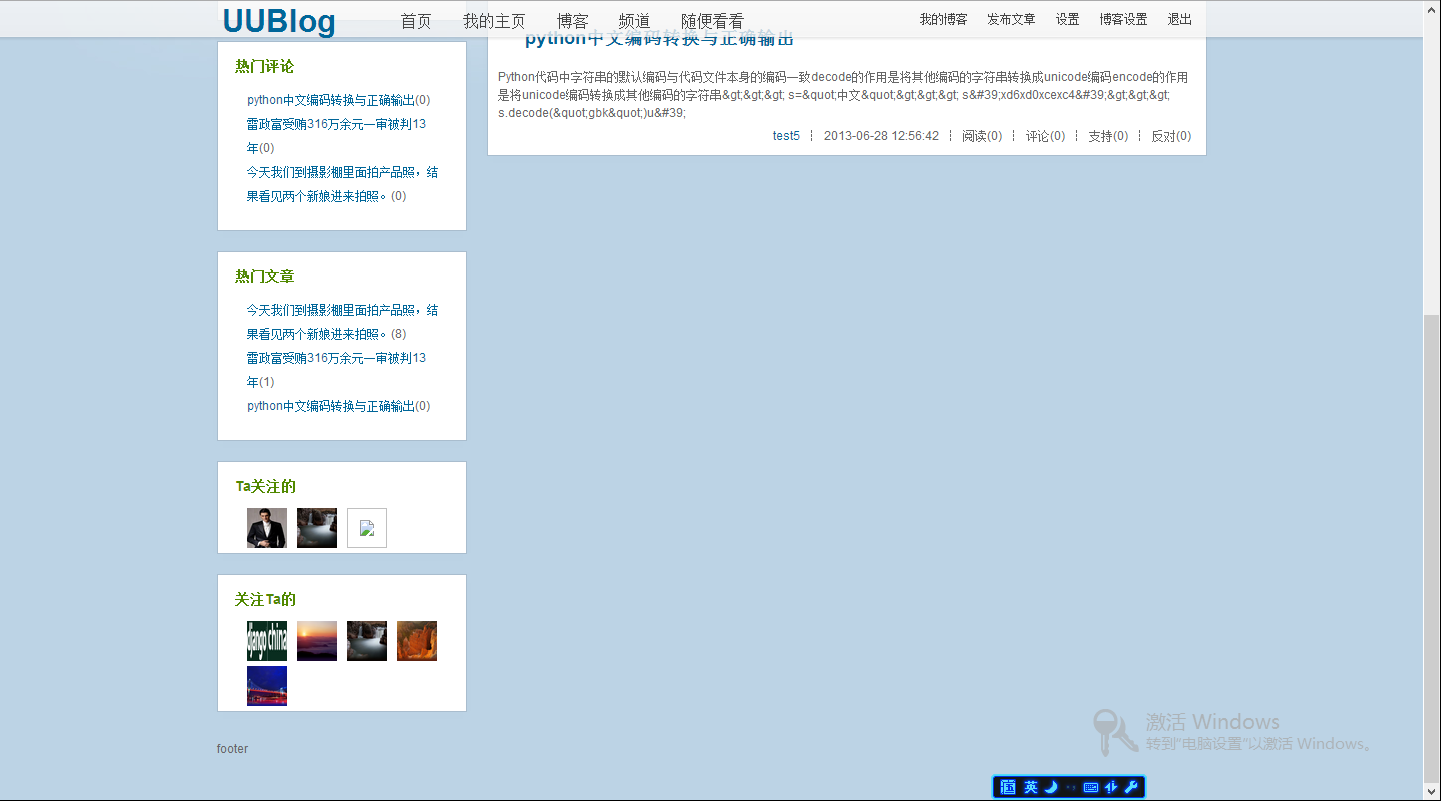 UUBlog 首页 我的主页 博客 频道 随便看看 我的博客 发布文章 设置 博客设置 退出
热门评论
python中文编码转换与正确输出(0)
雷政富受贿316万余元一审被判13
年(0)
今天我们到摄影棚里面拍产品照，结
果看见两个新娘进来拍照。(0)
热门文章
今天我们到摄影棚里面拍产品照，结
果看见两个新娘进来拍照。(8)
雷政富受贿316万余元一审被判13
年(1)
python中文编码转换与正确输出(0)
Ta关注的
关注Ta的
django china
footer
python中文编码转换与正确输出
Python代码中字符串的默认编码与代码文件本身的编码一致decode的作用是将其他编码的字符串转换成unicode编码encode的作用
是将unicode编码转换成其他编码的字符串&gt;&gt;&gt; s=&quot;中文&quot;&gt;&gt;&gt; s&#39;xd6xd0xcexc4&#39;&gt;&gt;&gt;
s.decode(&quot;gbk&quot;)u&#39;
test5 ┊ 2013-06-28 12:56:42 ┊ 阅读(0) ┊ 评论(0) ┊ 支持(0) ┊ 反对(0)
激活 Windows
转到"电脑设置"以激活 Windows。
英